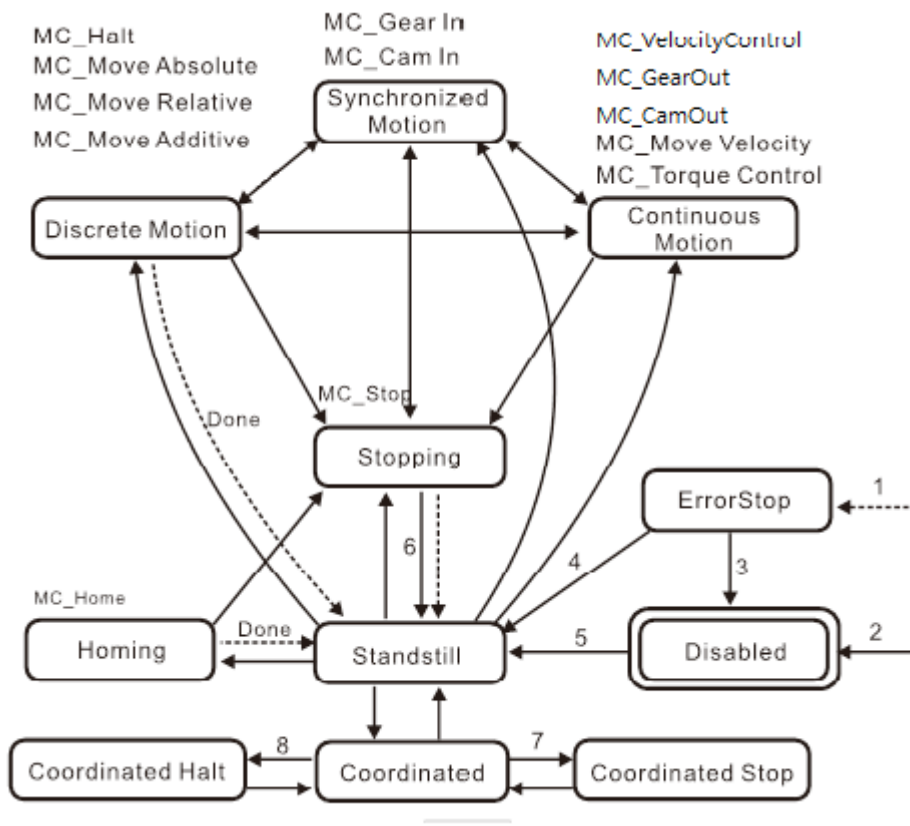 MC_Halt
MC_Move Absolute
MC_Move Relative
MC_Move Additive
MC_Gear In
MC_Cam In
MC_VelocityControl
MC_GearOut
MC_CamOut
MC_Move Velocity
MC_Torque Control
Synchronized
Motion
Discrete Motion
Continuous
Motion
Done
MC_Stop
Stopping
ErrorStop
1
6
4
3
MC_Home
Homing
Done
Standstill
5
Disabled
2
Coordinated Halt
8
Coordinated
7
Coordinated Stop